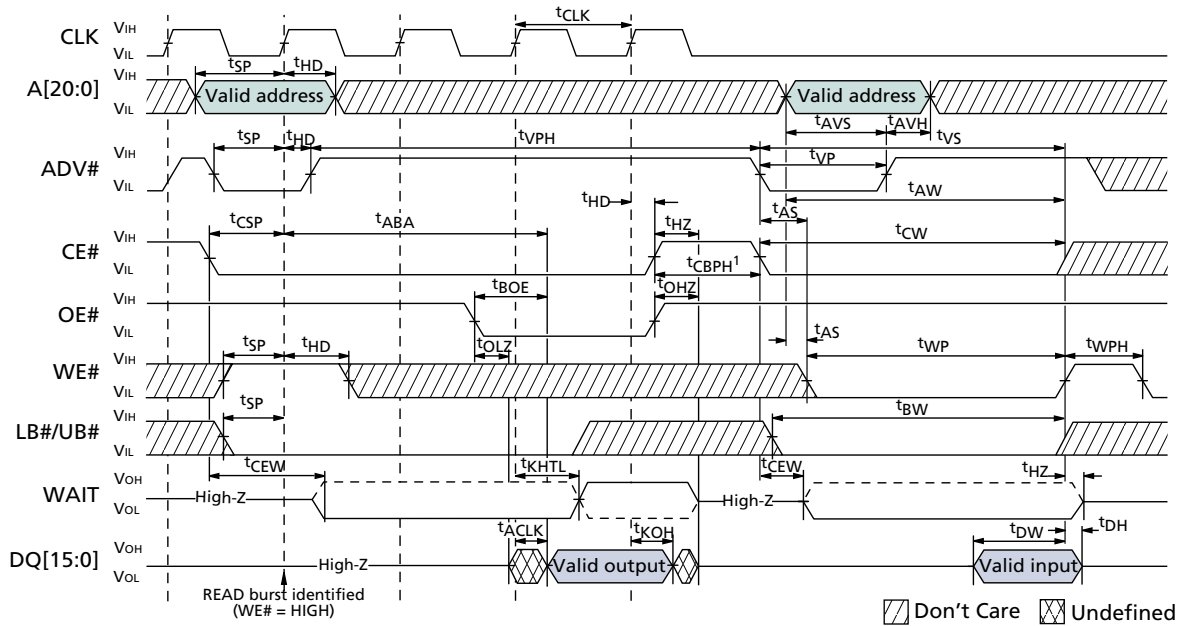 tCLK
CLK VIH
VIL
tSP tHD
A[20:0] VIH
VIL
Valid address Valid address
tAVS tAVH
tSP tHD tVPH tVS
ADV# VIH
VIL
tVP
tAW
tHD tAS
tCSP tABA tHZ tCW
CE# VIH
VIL
tCBPH1
tBOE tOHZ
OE# VIH
VIL
tOLZ tAS
tSP tHD tWP tWPH
WE# VIH
VIL
tSP tBW
LB#/UB# VIH
VIL
tCEW tKHTL tCEW tHZ
WAIT VOH
VOL
High-Z High-Z
tACLK tKOH tDW tDH
DQ[15:0] VOH
VOL
High-Z Valid output Valid input
READ burst identified
(WE# = HIGH)
Don't Care Undefined